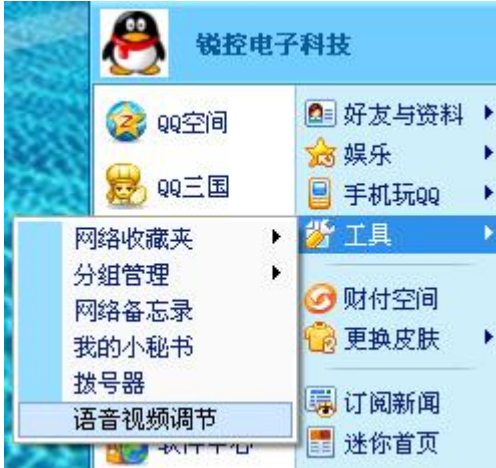 锐控电子科技
QQ空间
QQ三国
好友与资料
娱乐
手机玩QQ
工具
财付空间
更换皮肤
订阅新闻
迷你首页
网络收藏夹
分组管理
网络备忘录
我的小秘书
拨号器
语音视频调节